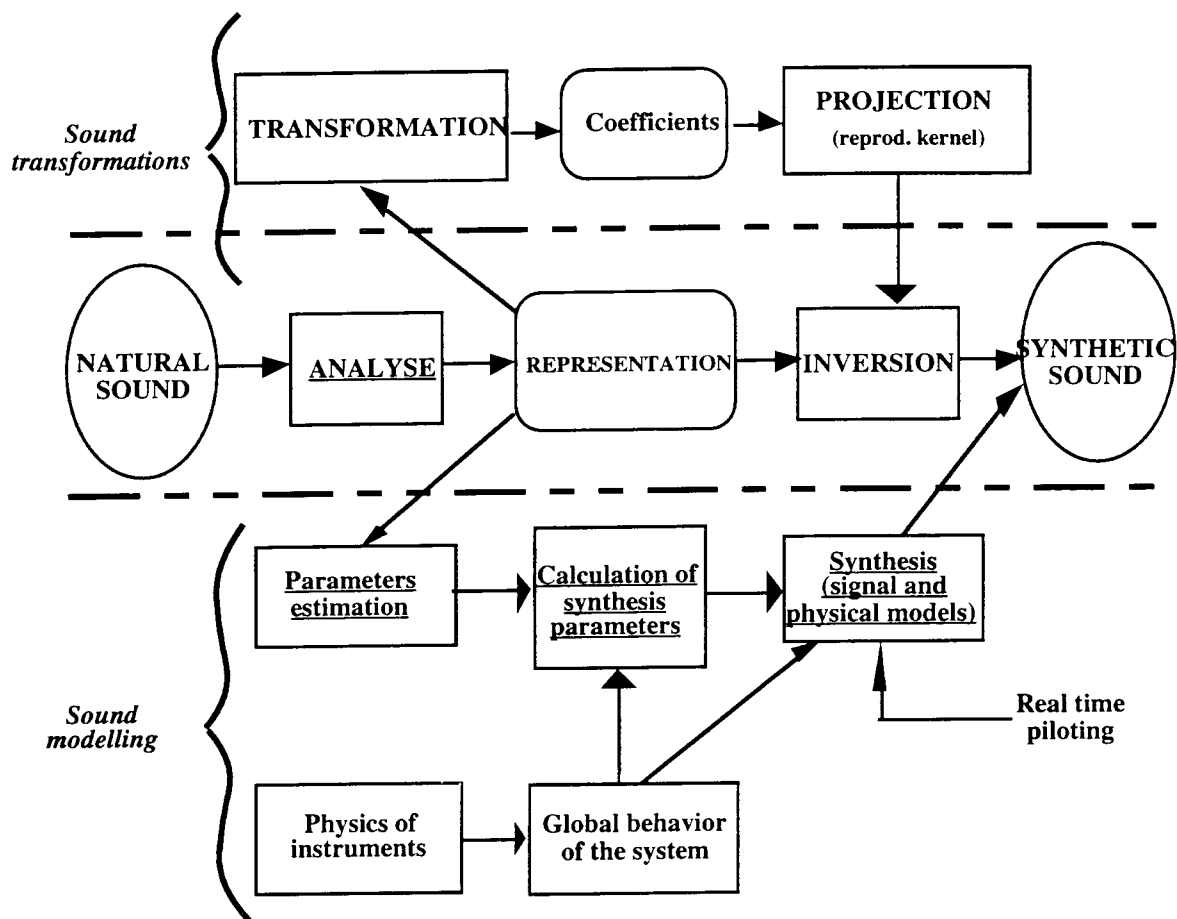 Sound
transformations
TRANSFORMATION
Coefficients
PROJECTION
(reprod. kernel)
NATURAL
SOUND
ANALYSE
REPRESENTATION
INVERSION
SYNTHETIC
SOUND
Sound
modelling
Parameters
estimation
Calculation of
synthesis
parameters
Synthesis
(signal and
physical models)
Real time
piloting
Physics of
instruments
Global behavior
of the system